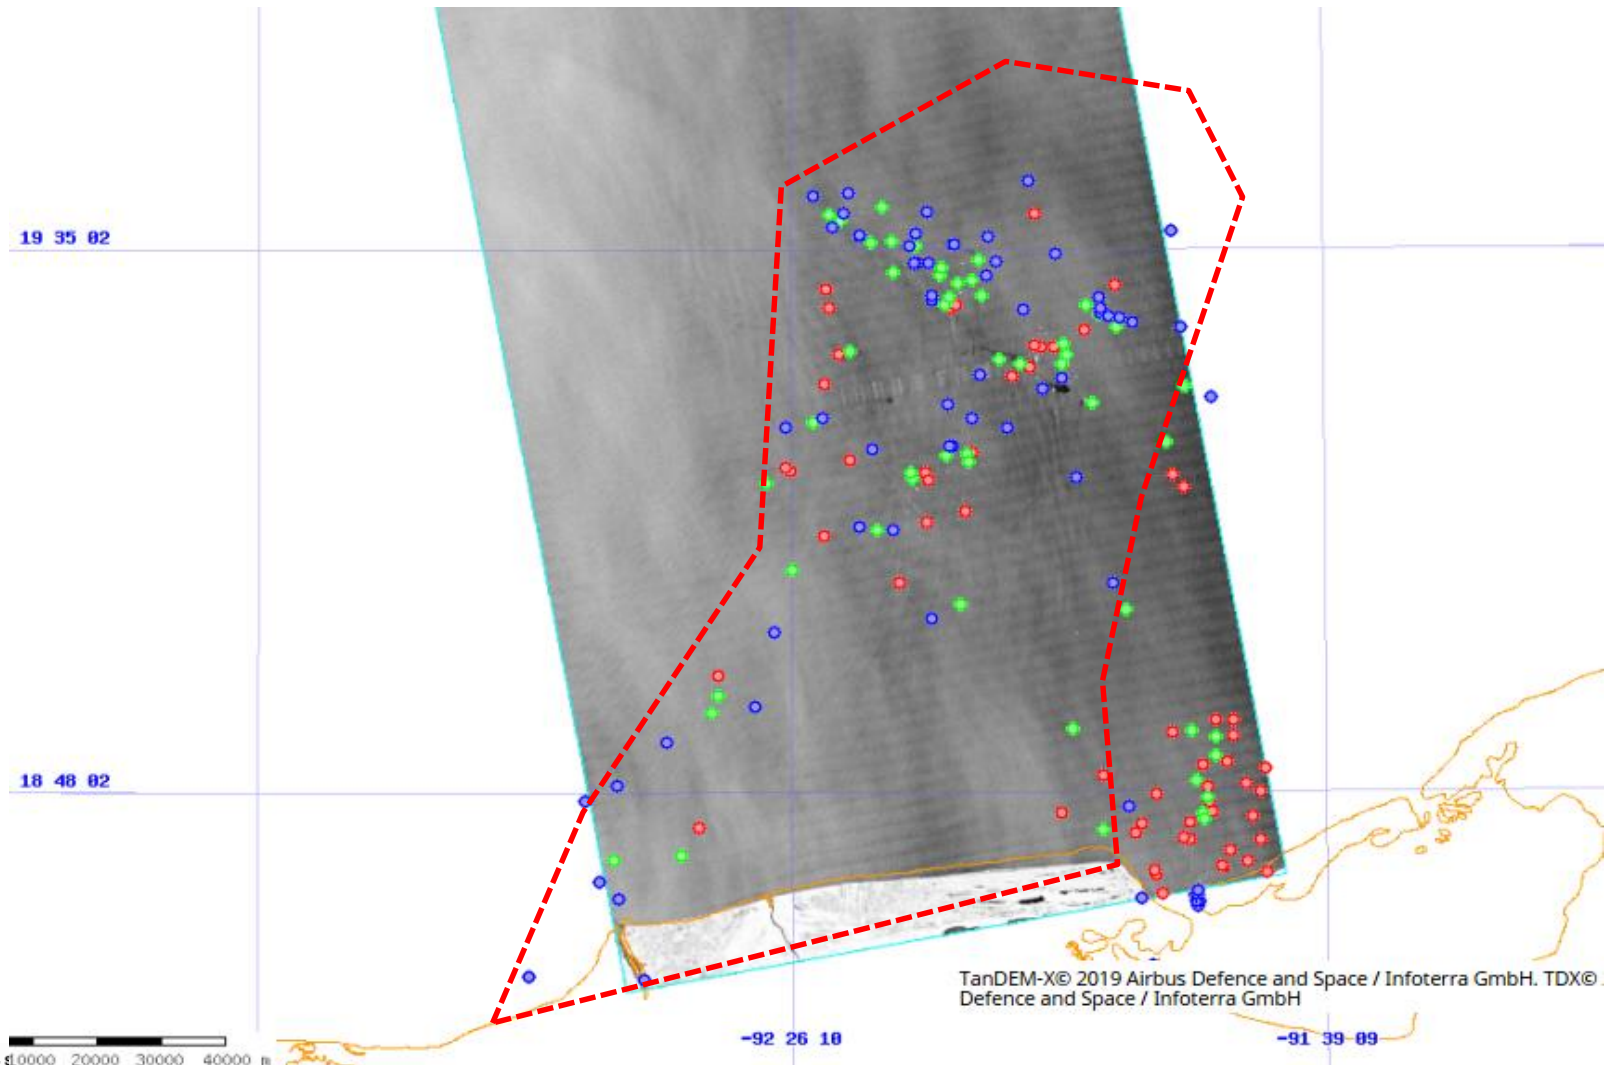 19 35 02
18 48 02
TanDEM-X© 2019 Airbus Defence and Space / Infoterra GmbH. TDX©
Defence and Space / Infoterra GmbH
-92 26 10
-91 39 09
10000 20000 30000 40000 m